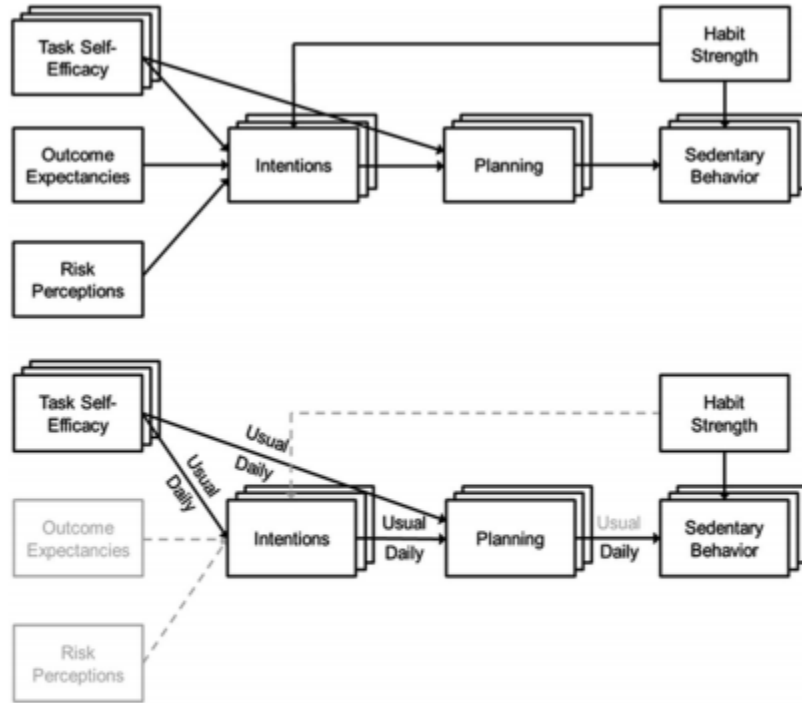 Task Self-
Efficacy
Habit
Strength
Outcome
Expectancies
Intentions
Planning
Sedentary
Behavior
Risk
Perceptions
Task Self-
Efficacy
Habit
Strength
Usual
Daily
Usual
Daily
Outcome
Expectancies
Intentions
Usual
Daily
Planning
Usual
Daily
Sedentary
Behavior
Risk
Perceptions